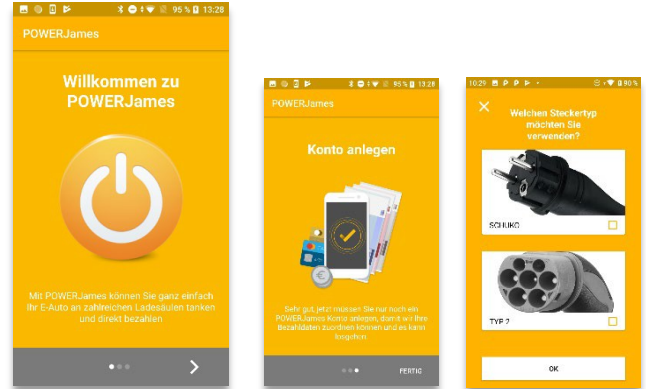 95 % 13:28
POWERJames
Willkommen zu
POWERJames
Mit POWERJames können Sie ganz einfach
Ihr E-Auto an zahlreichen Ladesäulen tanken
und direkt bezahlen
95 % 13:28
POWERJames
Konto anlegen
Sehr gut, jetzt müssen Sie nur noch ein
POWERJames Konto anlegen, damit wir Ihre
Bezahldaten zuordnen können und es kann
losgehen
FERTIG
10:29 90 %
Welchen Steckertyp
möchten Sie
verwenden?
SCHUKO
TYP 2
OK